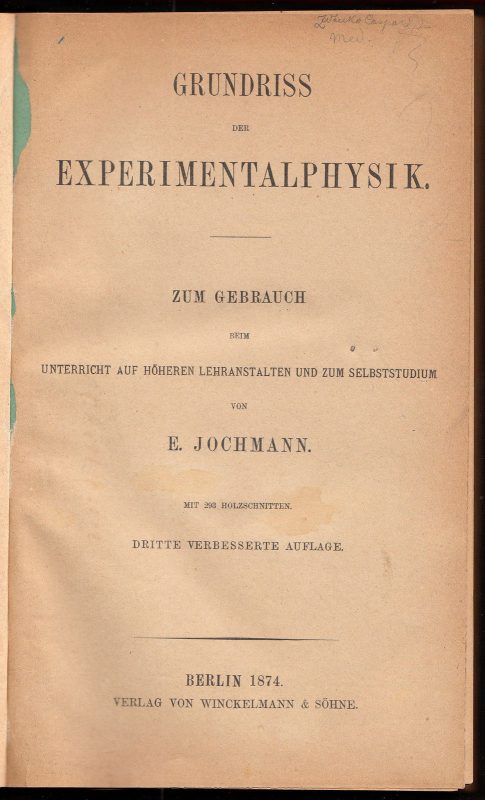 Med.
GRUNDRISS
DER
EXPERIMENTALPHYSIK.
ZUM GEBRAUCH
BEIM
UNTERRICHT AUF HÖHEREN LEHRANSTALTEN UND ZUM SELBSTSTUDIUM
VON
E. JOCHMANN.
MIT 293 HOLZSCHNITTEN.
DRITTE VERBESSERTE AUFLAGE.
BERLIN 1874.
VERLAG VON WINCKELMANN & SÖHNE.